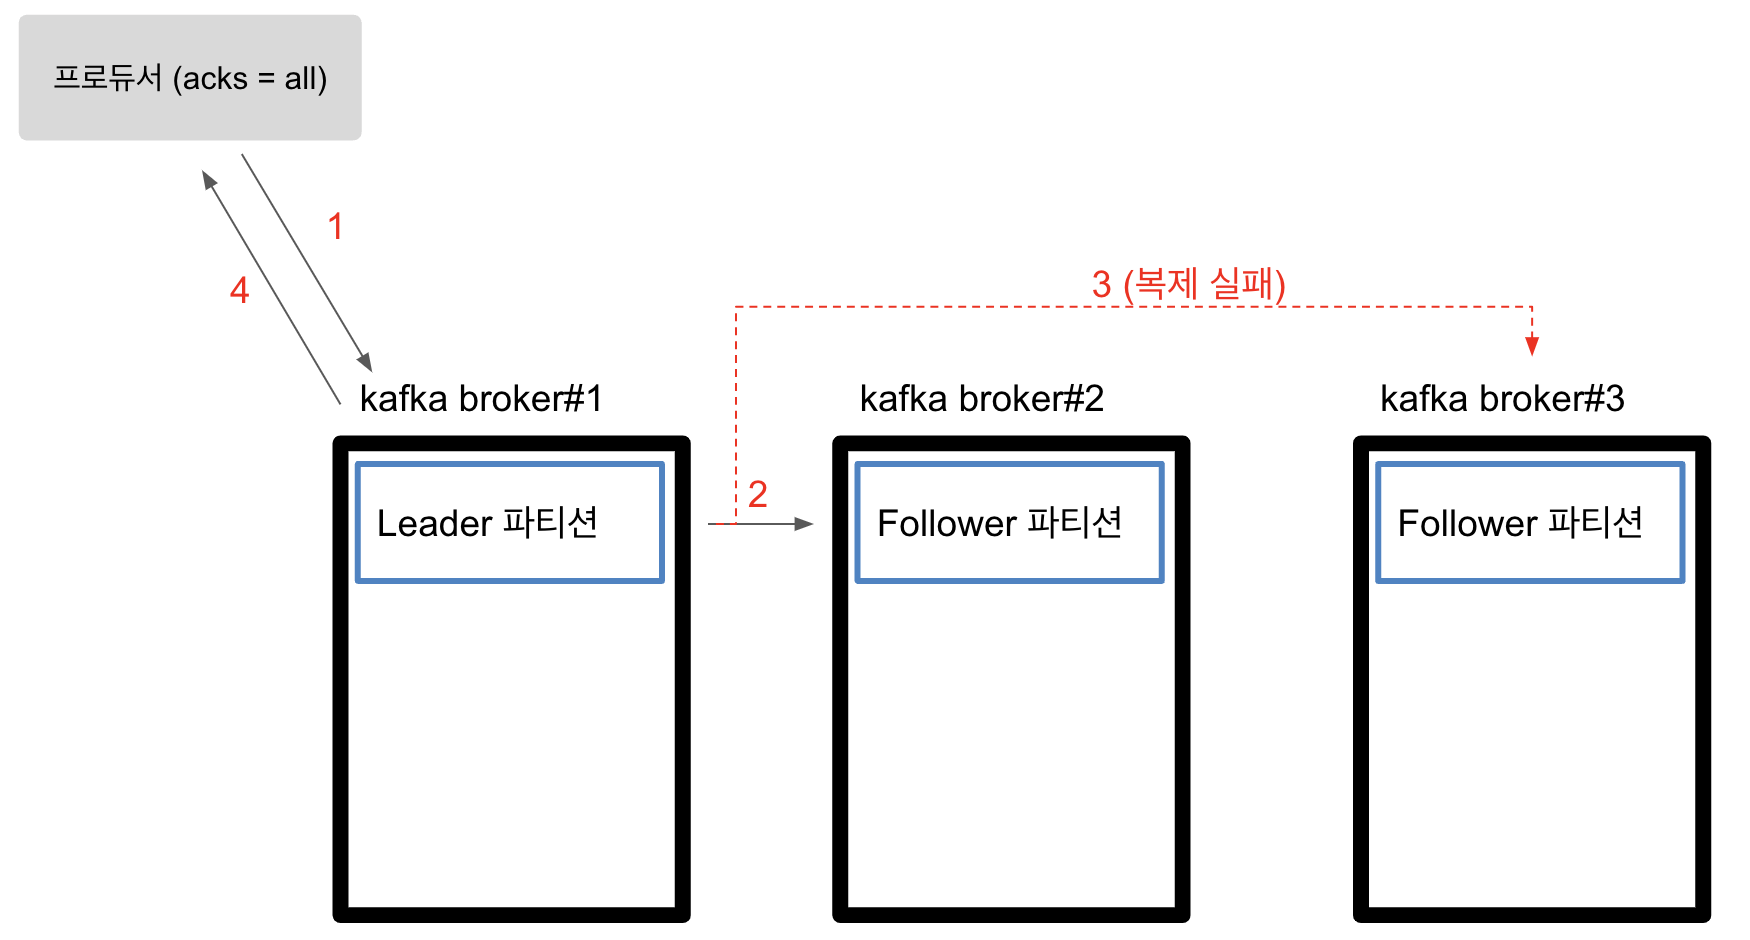 프로듀서 (acks = all)
1
4
3 (복제 실패)
kafka broker#1
kafka broker#2
kafka broker#3
2
Leader 파티션
Follower 파티션
Follower 파티션